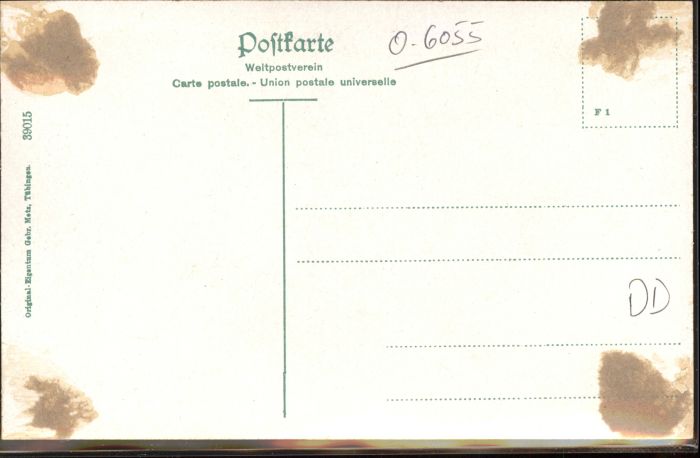 Postkarte
Weltpostverein
Carte postale. - Union postale universelle
O-6055
F 1
39015
Original-Eigentum Gebr. Metz, Tübingen.
DD